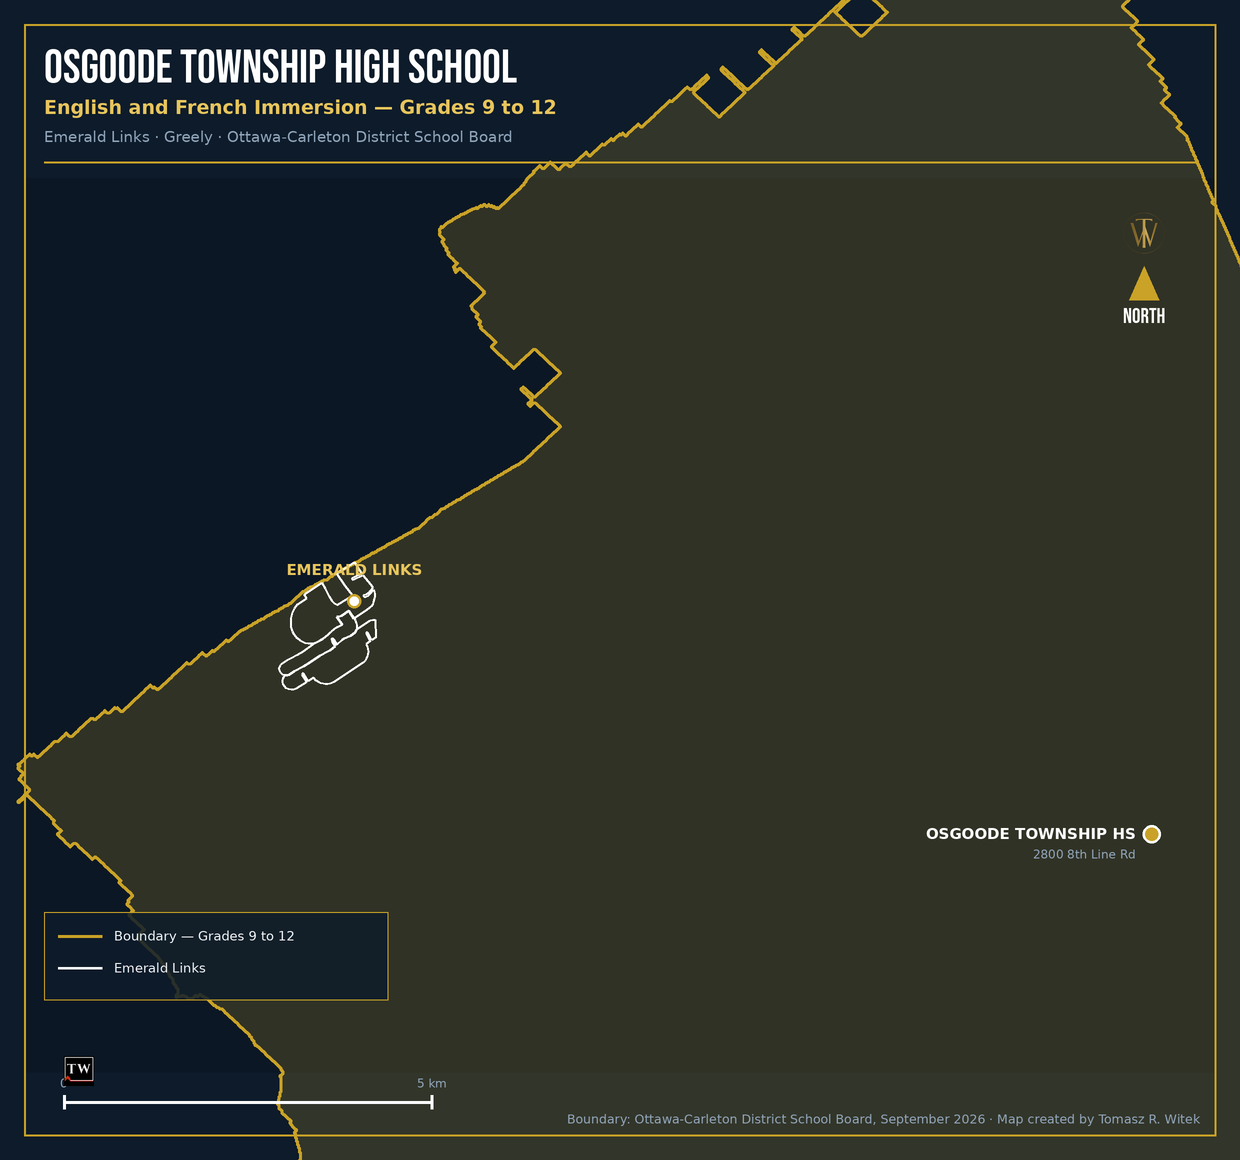 OSGOODE TOWNSHIP HIGH SCHOOL
English and French Immersion — Grades 9 to 12
Emerald Links · Greely · Ottawa-Carleton District School Board
TW
NORTH
EMERALD LINKS
OSGOODE TOWNSHIP HS
2800 8th Line Rd
Boundary — Grades 9 to 12
Emerald Links
TW
5 km
Boundary: Ottawa-Carleton District School Board, September 2026 · Map created by Tomasz R. Witek